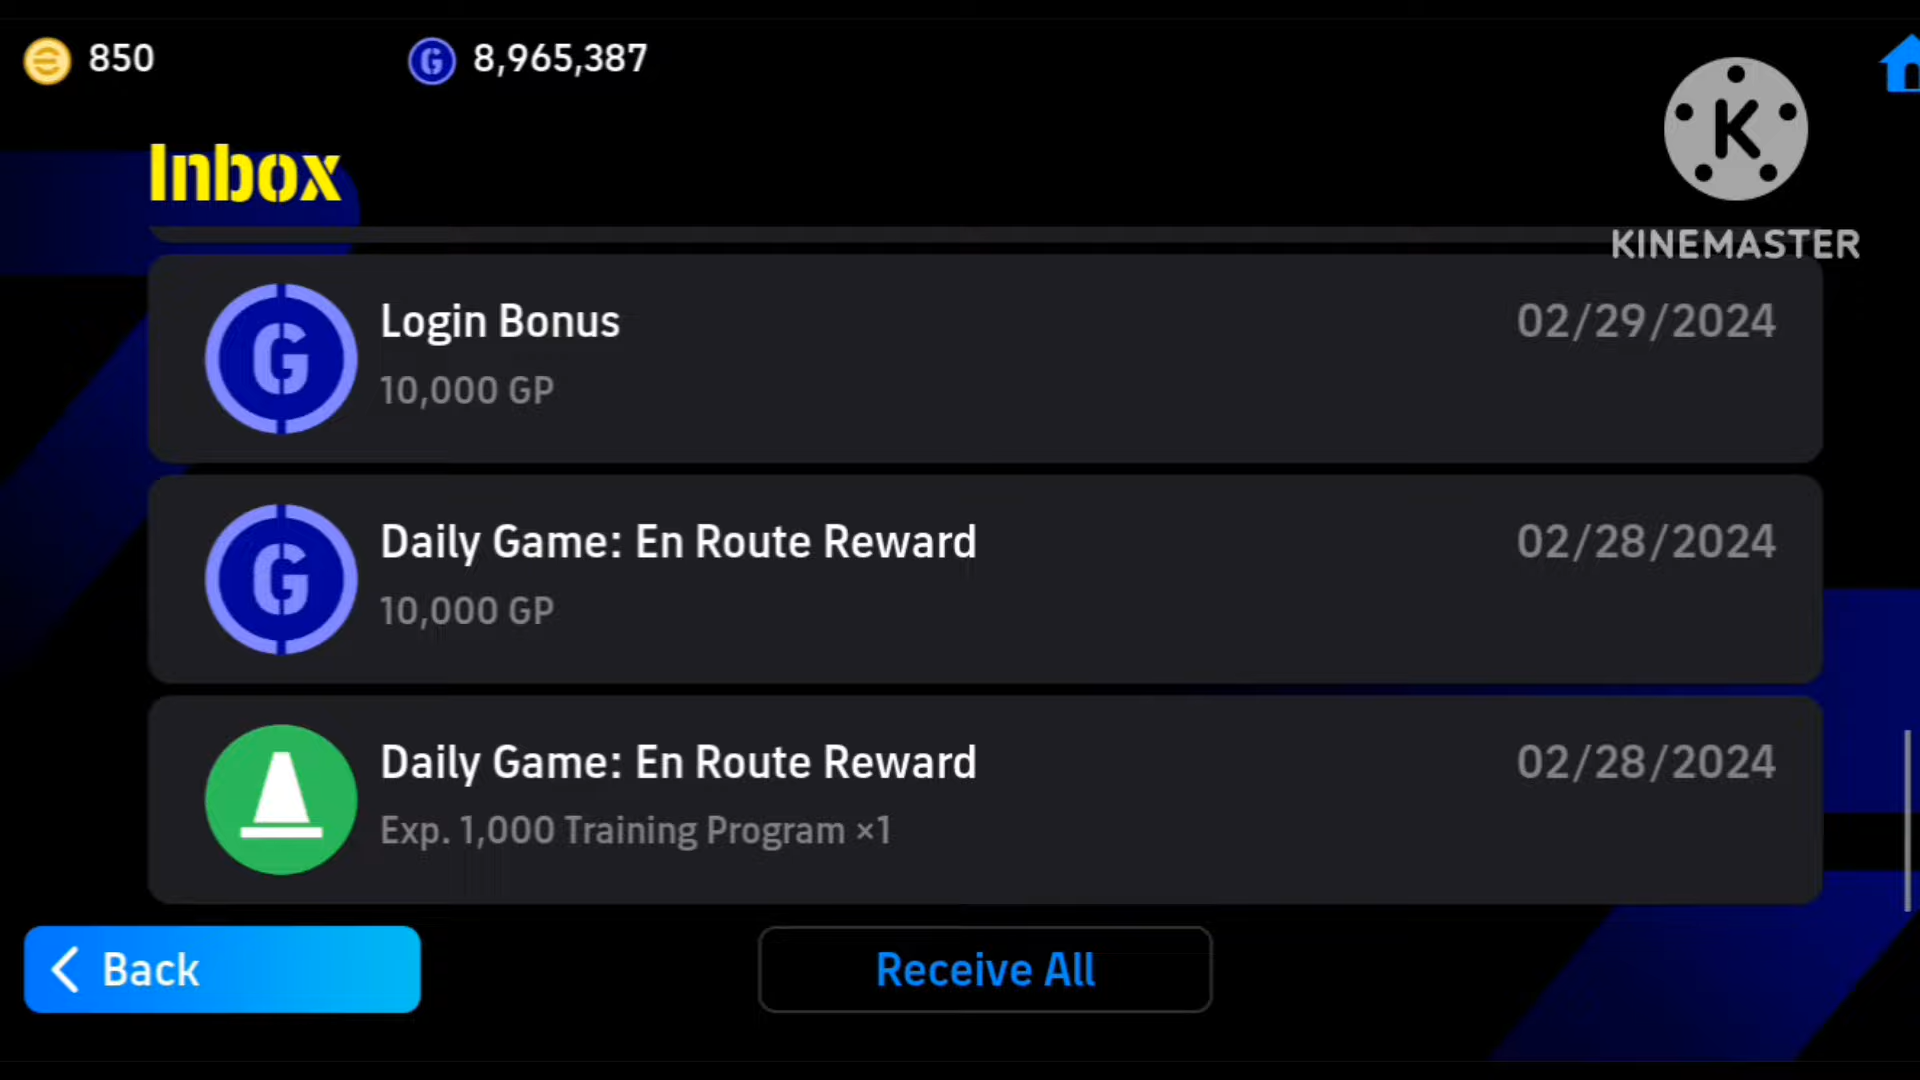 850
G 8,965,387
K
KINEMASTER
Inbox
G
Login Bonus
02/29/2024
10,000 GP
G
Daily Game: En Route Reward
02/28/2024
10,000 GP
Daily Game: En Route Reward
02/28/2024
Exp. 1,000 Training Program ×1
Back
Receive All